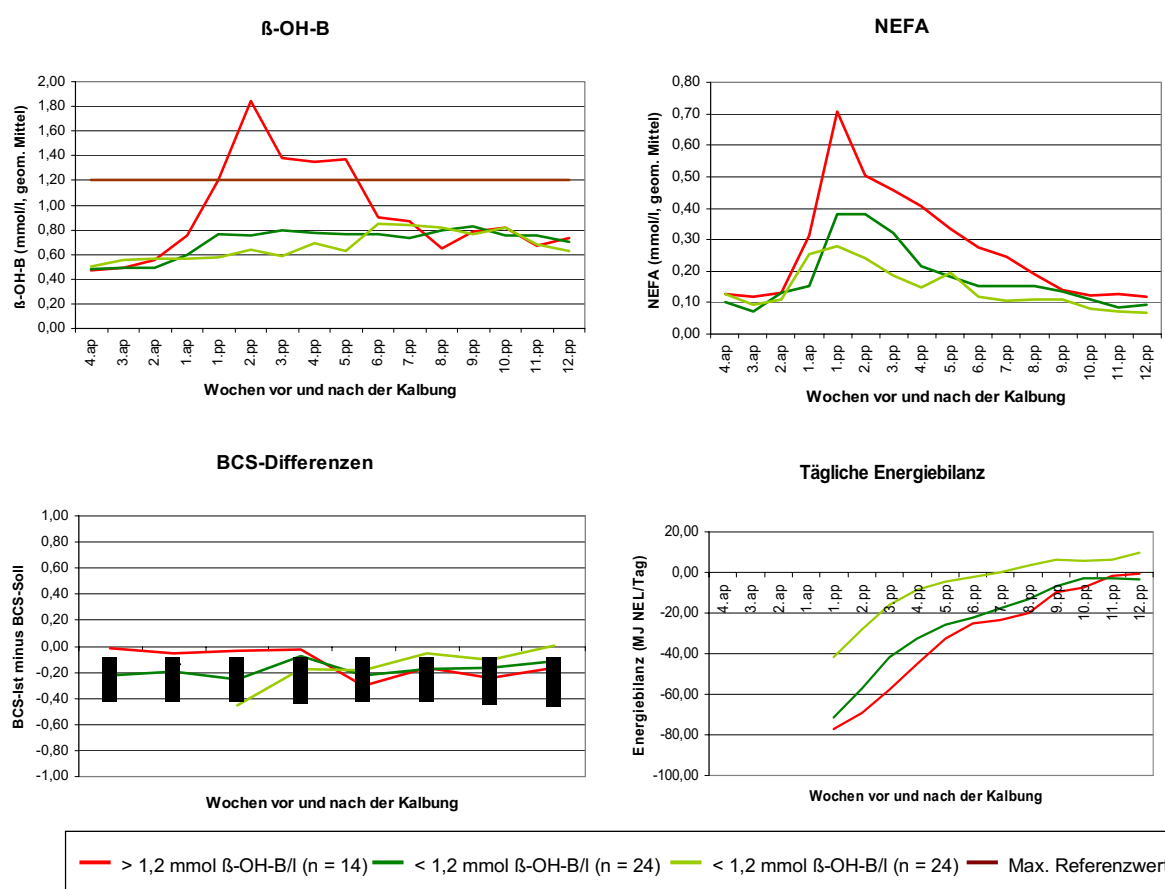 ß-OH-B
ß-OH-B (mmol/l, geom. Mittel)
2,00
1,80
1,60
1,40
1,20
1,00
0,80
0,60
0,40
0,20
0,00
4.ap 3.ap 2.ap 1.ap 1.pp 2.pp 3.pp 4.pp 5.pp 6.pp 7.pp 8.pp 9.pp 10.pp 11.pp 12.pp
Wochen vor und nach der Kalbung
NEFA
NEFA (mmol/l, geom. Mittel)
0,80
0,70
0,60
0,50
0,40
0,30
0,20
0,10
0,00
4.ap 3.ap 2.ap 1.ap 1.pp 2.pp 3.pp 4.pp 5.pp 6.pp 7.pp 8.pp 9.pp 10.pp 11.pp 12.pp
Wochen vor und nach der Kalbung
BCS-Differenzen
BCS-Ist minus BCS-Soll
1,00
0,80
0,60
0,40
0,20
0,00
-0,20
-0,40
-0,60
-0,80
-1,00
Wochen vor und nach der Kalbung
Tägliche Energiebilanz
Energiebilanz (MJ NEL/Tag)
20,00
0,00
-20,00
-40,00
-60,00
-80,00
-100,00
4.ap 3.ap 2.ap 1.ap 1.pp 2.pp 3.pp 4.pp 5.pp 6.pp 7.pp 8.pp 9.pp 10.pp 11.pp 12.pp
Wochen vor und nach der Kalbung
> 1,2 mmol ß-OH-B/l (n = 14) < 1,2 mmol ß-OH-B/l (n = 24) < 1,2 mmol ß-OH-B/l (n = 24) Max. Referenzwert